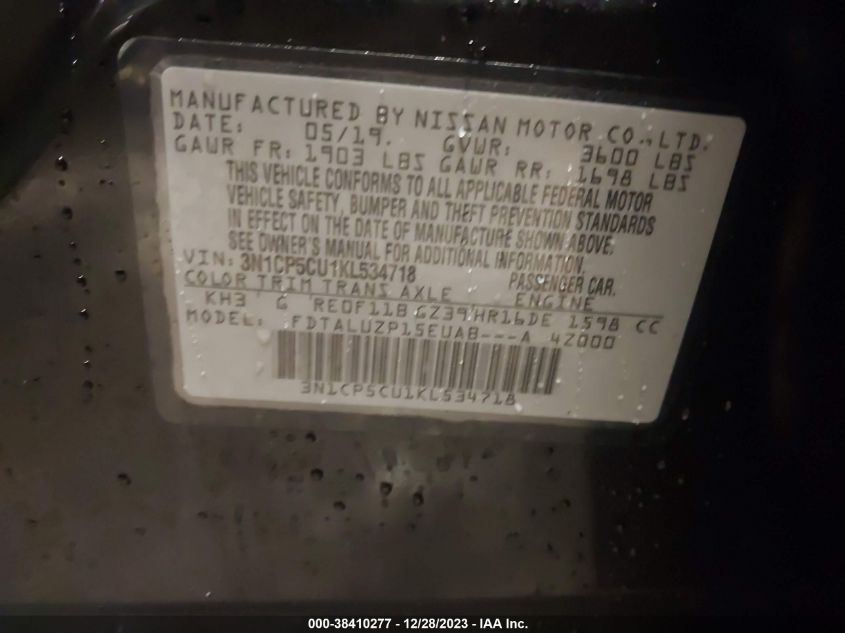 MANUFACTURED BY NISSAN MOTOR CO., LTD.
DATE: 05/19. GVWR: 3600 LBS
GAWR FR: 1903 LBS GAWR RR: 1698 LBS
THIS VEHICLE CONFORMS TO ALL APPLICABLE FEDERAL MOTOR
VEHICLE SAFETY, BUMPER AND THEFT PREVENTION STANDARDS
IN EFFECT ON THE DATE OF MANUFACTURE SHOWN ABOVE.
SEE OWNER'S MANUAL FOR ADDITIONAL INFORMATION.
VIN: 3N1CP5CU1KL534718 PASSENGER CAR.
COLOR TRIM TRANS AXLE ENGINE
KH3 G RE0F11B GZ39 HR16DE 1598 CC
MODEL: FDTALUZP15EUAB---A 4Z000
3N1CP5CU1KL534718
000-38410277 - 12/28/2023 - IAA Inc.